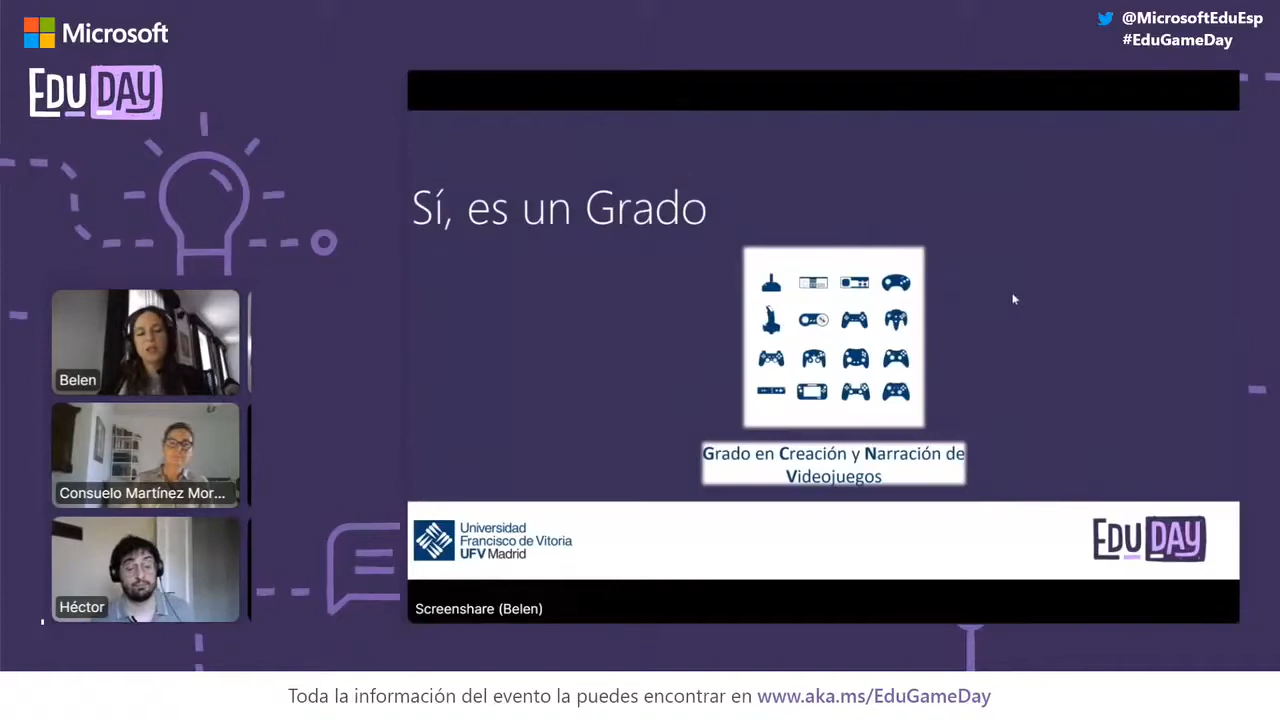 Microsoft
@MicrosoftEduEsp
#EduGameDay
EDU DAY
Sí, es un Grado
Grado en Creación y Narración de
Videojuegos
Belen
Consuelo Martínez Mor...
Héctor
Universidad
Francisco de Vitoria
UFV Madrid
EDU DAY
Screenshare (Belen)
Toda la información del evento la puedes encontrar en www.aka.ms/EduGameDay